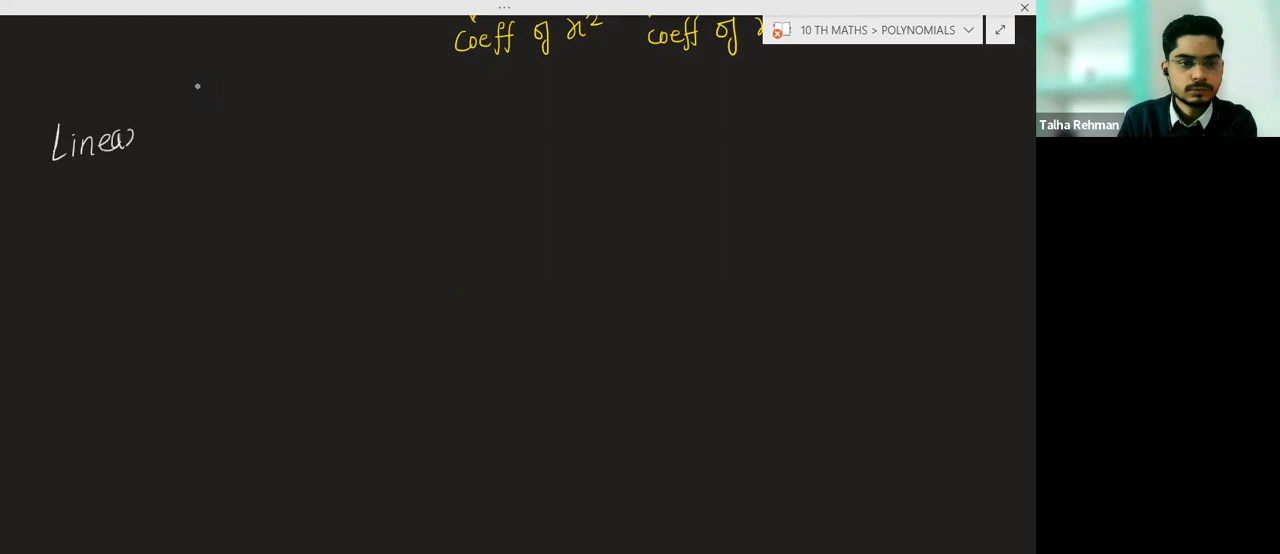 coeff of x² coeff of
10 TH MATHS > POLYNOMIALS
Talha Rehman
Linear